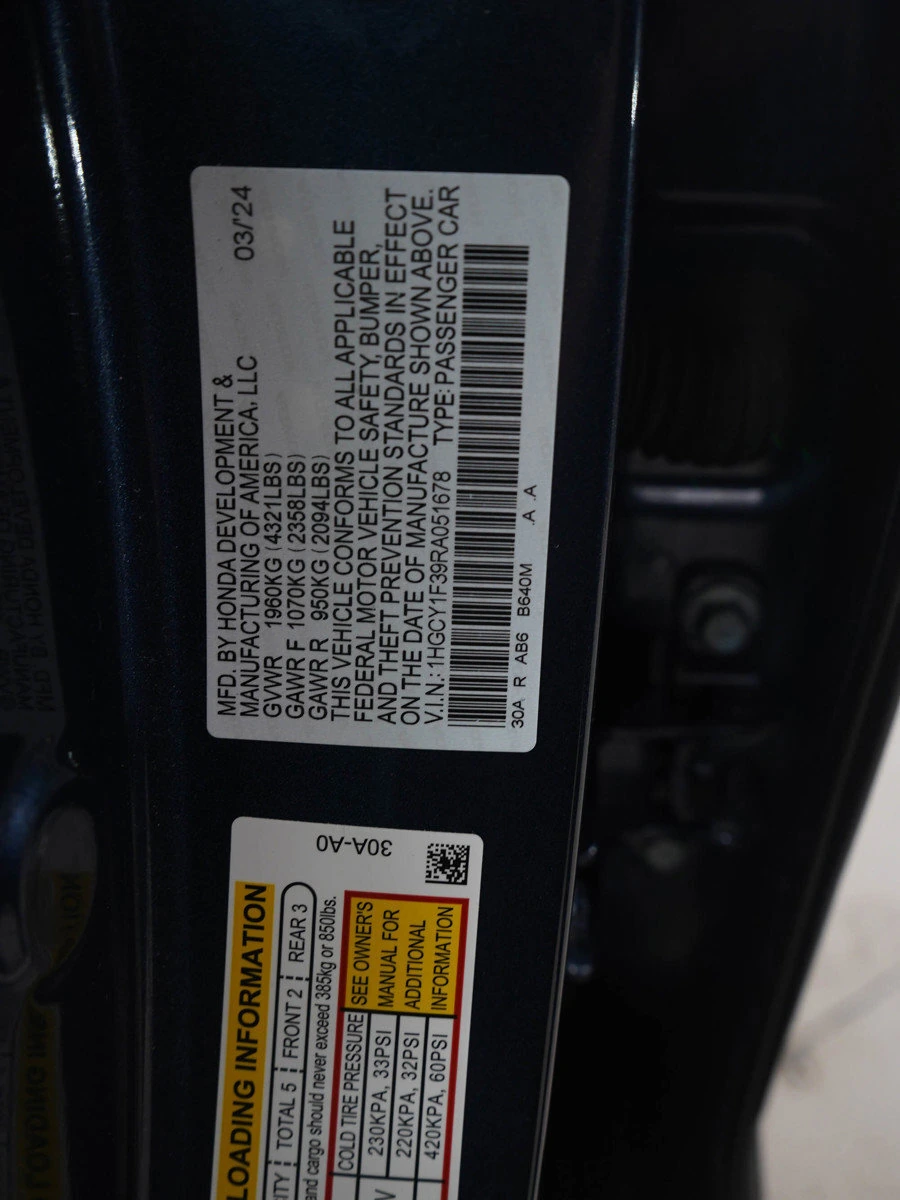 MFD. BY HONDA DEVELOPMENT & 03/'24
MANUFACTURING OF AMERICA, LLC
GVWR 1960KG (4321LBS)
GAWR F 1070KG (2358LBS)
GAWR R 950KG (2094LBS)
THIS VEHICLE CONFORMS TO ALL APPLICABLE
FEDERAL MOTOR VEHICLE SAFETY, BUMPER,
AND THEFT PREVENTION STANDARDS IN EFFECT
ON THE DATE OF MANUFACTURE SHOWN ABOVE.
V.I.N.: 1HGCY1F39RA051678 TYPE: PASSENGER CAR
30A R AB6 B640M .A .A
30A-A0
LOADING INFORMATION
TOTAL 5 FRONT 2 REAR 3
and cargo should never exceed 385kg or 850lbs.
COLD TIRE PRESSURE SEE OWNER'S
230KPA, 33PSI MANUAL FOR
220KPA, 32PSI ADDITIONAL
420KPA, 60PSI INFORMATION